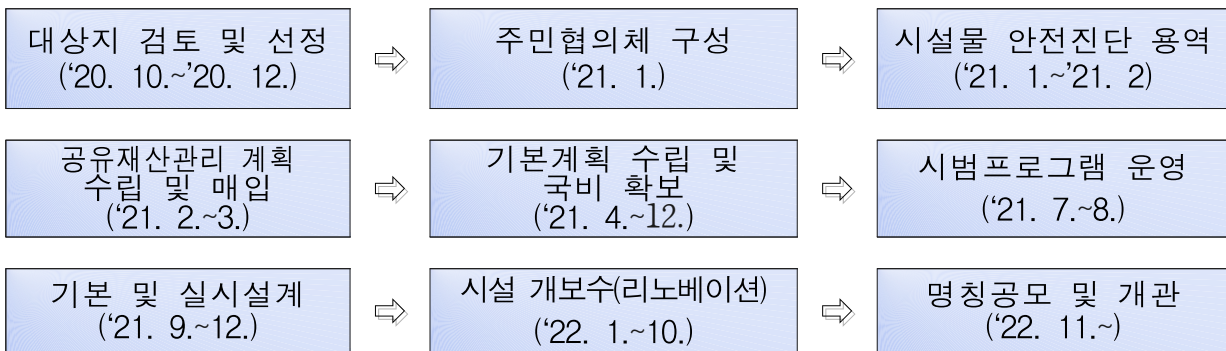 대상지 검토 및 선정
(‘20. 10.~’20. 12.)
⇨
주민협의체 구성
(‘21. 1.)
⇨
시설물 안전진단 용역
(‘21. 1.~’21. 2)
공유재산관리 계획
수립 및 매입
(‘21. 2.~3.)
⇨
기본계획 수립 및
국비 확보
(‘21. 4.~12.)
⇨
시범프로그램 운영
(‘21. 7.~8.)
기본 및 실시설계
(‘21. 9.~12.)
⇨
시설 개보수(리노베이션)
(‘22. 1.~10.)
⇨
명칭공모 및 개관
(‘22. 11.~)